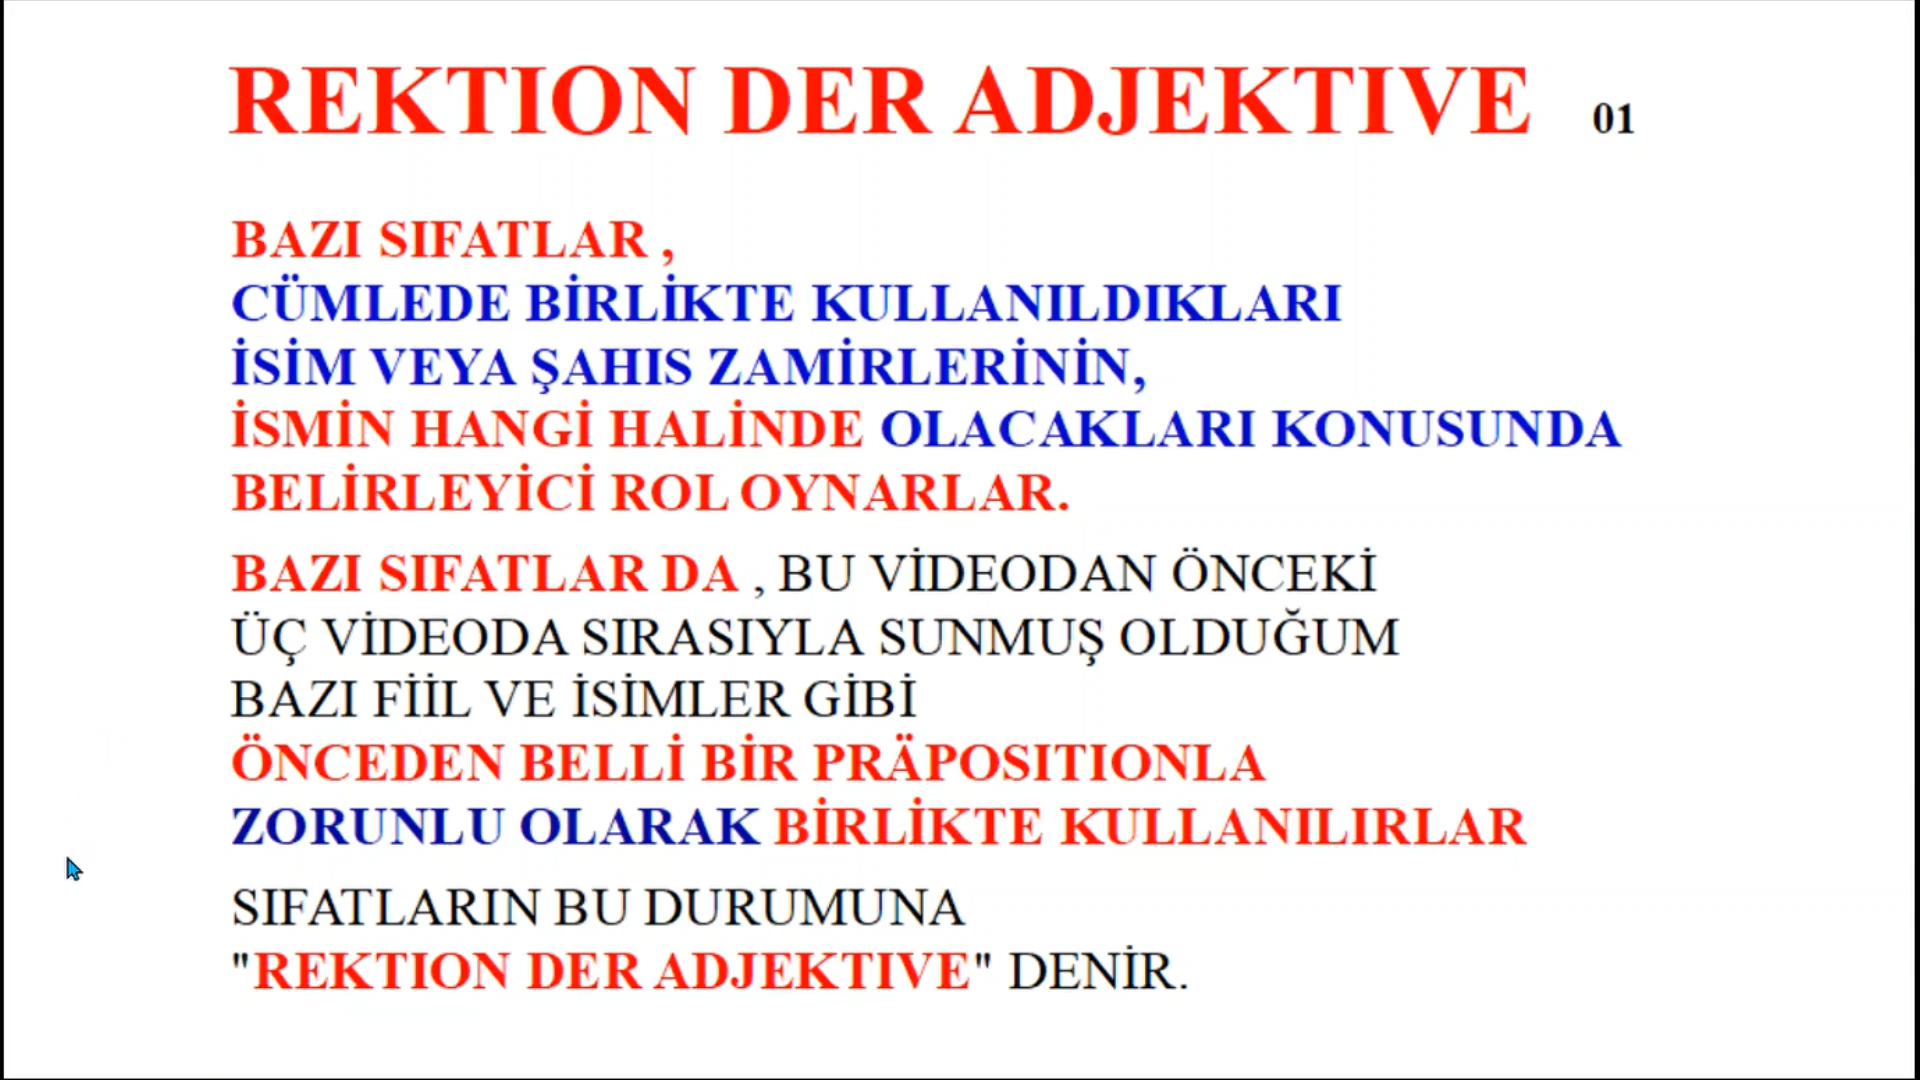 REKTION DER ADJEKTIVE 01
BAZI SIFATLAR ,
CÜMLEDE BİRLİKTE KULLANILDIKLARI
İSİM VEYA ŞAHIS ZAMİRLERİNİN,
İSMİN HANGİ HALİNDE OLACAKLARI KONUSUNDA
BELİRLEYİCİ ROL OYNARLAR.
BAZI SIFATLAR DA , BU VİDEODAN ÖNCEKİ
ÜÇ VİDEODA SIRASIYLA SUNMUŞ OLDUĞUM
BAZI FİİL VE İSİMLER GİBİ
ÖNCEDEN BELLİ BİR PRÄPOSITIONLA
ZORUNLU OLARAK BİRLİKTE KULLANILIRLAR
SIFATLARIN BU DURUMUNA
"REKTION DER ADJEKTIVE" DENİR.